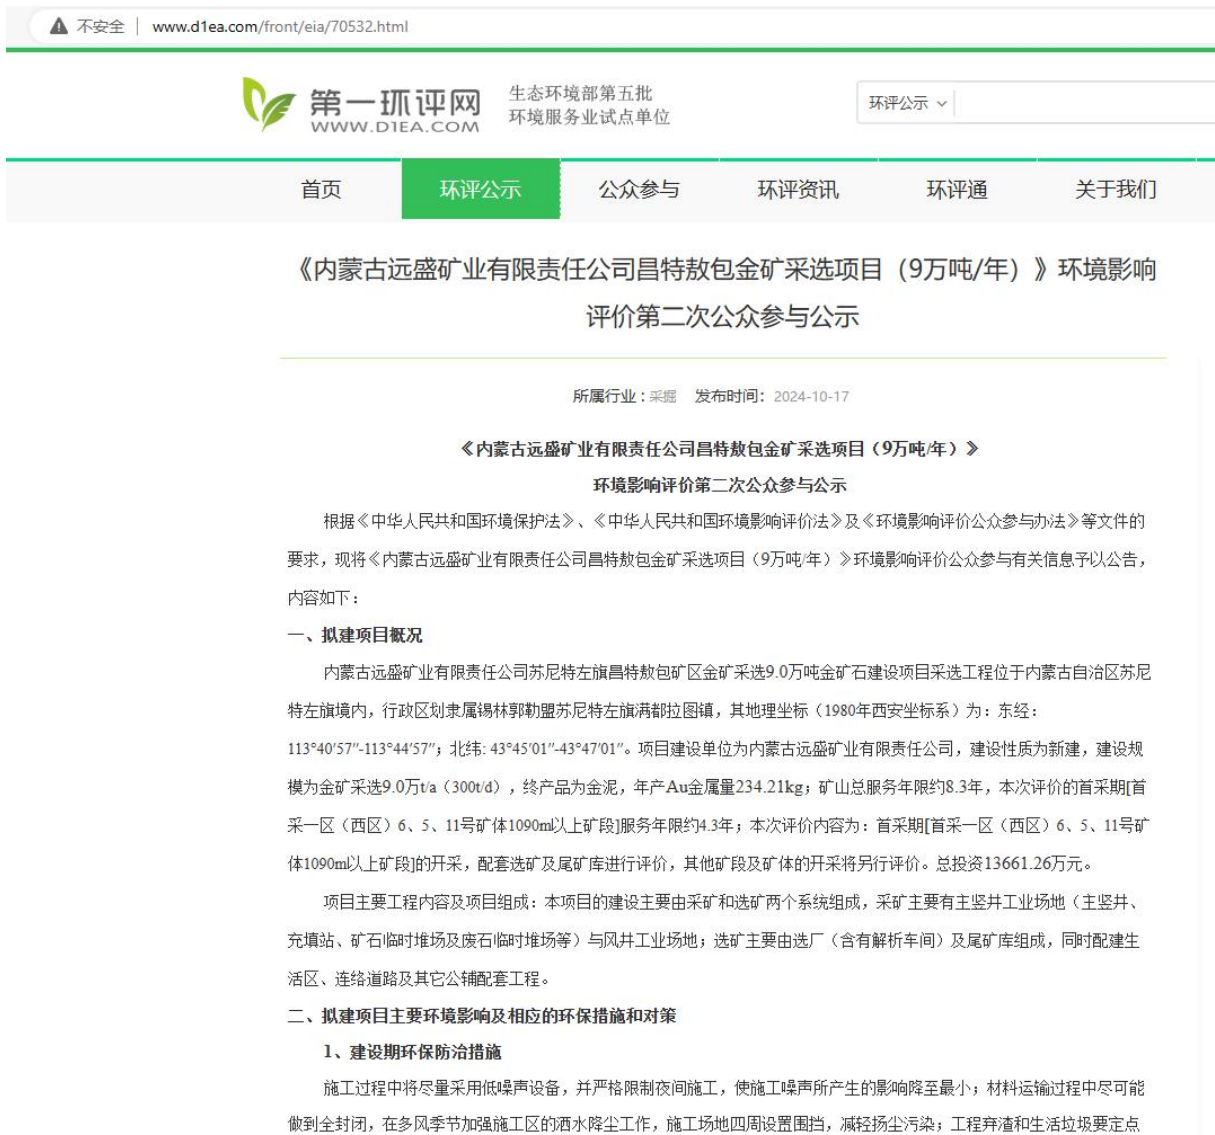 不安全 | www.d1ea.com/front/eia/70532.html
第一环评网
WWW.D1EA.COM
生态环境部第五批
环境服务业试点单位
环评公示
首页 环评公示 公众参与 环评资讯 环评通 关于我们
《内蒙古远盛矿业有限责任公司昌特敖包金矿采选项目（9万吨/年）》环境影响
评价第二次公众参与公示
所属行业：采掘 发布时间：2024-10-17
《内蒙古远盛矿业有限责任公司昌特敖包金矿采选项目（9万吨/年）》
环境影响评价第二次公众参与公示
根据《中华人民共和国环境保护法》、《中华人民共和国环境影响评价法》及《环境影响评价公众参与办法》等文件的
要求，现将《内蒙古远盛矿业有限责任公司昌特敖包金矿采选项目（9万吨/年）》环境影响评价公众参与有关信息予以公告，
内容如下：
一、拟建项目概况
内蒙古远盛矿业有限责任公司苏尼特左旗昌特敖包矿区金矿采选9.0万吨金矿石建设项目采选工程位于内蒙古自治区苏尼
特左旗境内，行政区划隶属锡林郭勒盟苏尼特左旗满都拉图镇，其地理坐标（1980年西安坐标系）为：东经：
113°40′57″-113°44′57″；北纬: 43°45′01″-43°47′01″。项目建设单位为内蒙古远盛矿业有限责任公司，建设性质为新建，建设规
模为金矿采选9.0万t/a（300t/d），终产品为金泥，年产Au金属量234.21kg；矿山总服务年限约8.3年，本次评价的首采期[首
采一区（西区）6、5、11号矿体1090m以上矿段]服务年限约4.3年；本次评价内容为：首采期[首采一区（西区）6、5、11号矿
体1090m以上矿段]的开采，配套选矿及尾矿库进行评价，其他矿段及矿体的开采将另行评价。总投资13661.26万元。
项目主要工程内容及项目组成：本项目的建设主要由采矿和选矿两个系统组成，采矿主要有主竖井工业场地（主竖井、
充填站、矿石临时堆场及废石临时堆场等）与风井工业场地；选矿主要由选厂（含有解析车间）及尾矿库组成，同时配建生
活区、连络道路及其它公辅配套工程。
二、拟建项目主要环境影响及相应的环保措施和对策
1、建设期环保防治措施
施工过程中将尽量采用低噪声设备，并严格限制夜间施工，使施工噪声所产生的影响降至最小；材料运输过程中尽可能
做到全封闭，在多风季节加强施工区的洒水降尘工作，施工场地四周设置围挡，减轻扬尘污染；工程弃渣和生活垃圾要定点